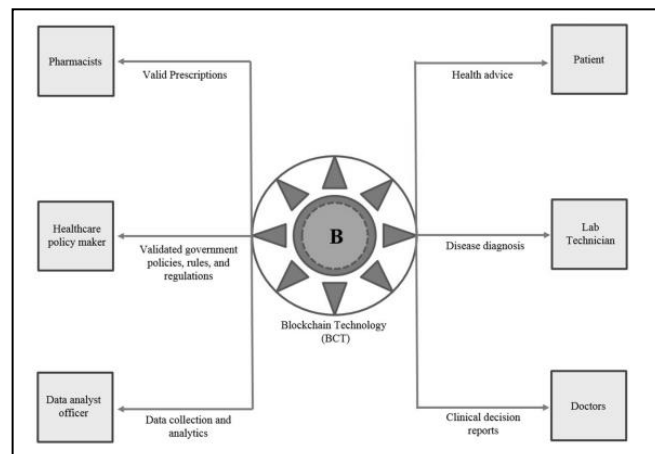 Pharmacists
Valid Prescriptions
Health advice
Patient
Healthcare
policy maker
Validated government
policies, rules, and
regulations
B
Disease diagnosis
Lab
Technician
Blockchain Technology
(BCT)
Data analyst
officer
Data collection and
analytics
Clinical decision
reports
Doctors